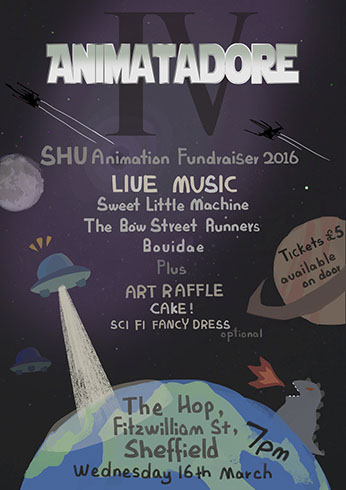 IV
ANIMATADORE
SHU Animation Fundraiser 2016
LIVE MUSIC
Sweet Little Machine
The Bow Street Runners
Bovidae
Plus
ART RAFFLE
CAKE!
SCI FI FANCY DRESS
optional
Tickets £5
available
on door
The Hop,
Fitzwilliam St,
Sheffield
7pm
Wednesday 16th March